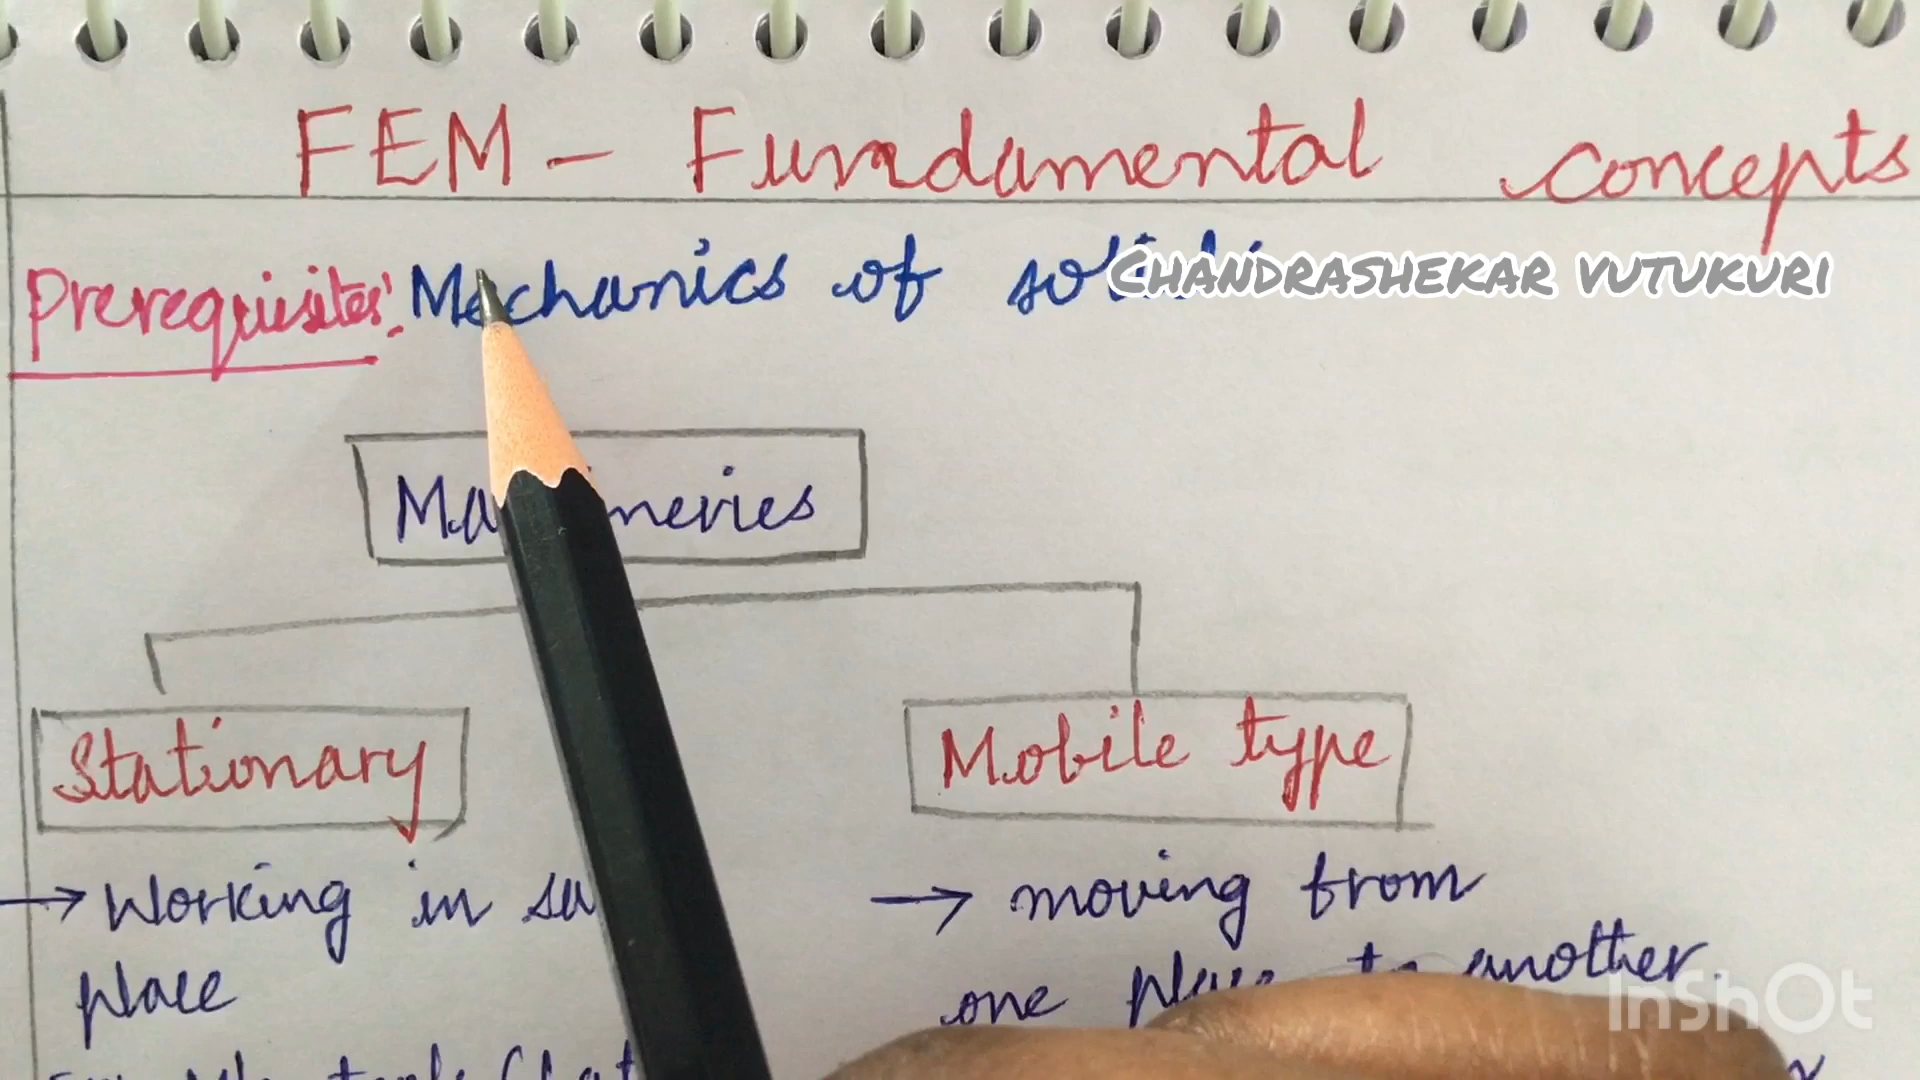 FEM - Fundamental concepts
Prerequisites: Mechanics of
CHANDRASHEKAR VUTUKURI
Stationary
Mobile type
→ Working in
→ moving from
place
one to another
InShOt